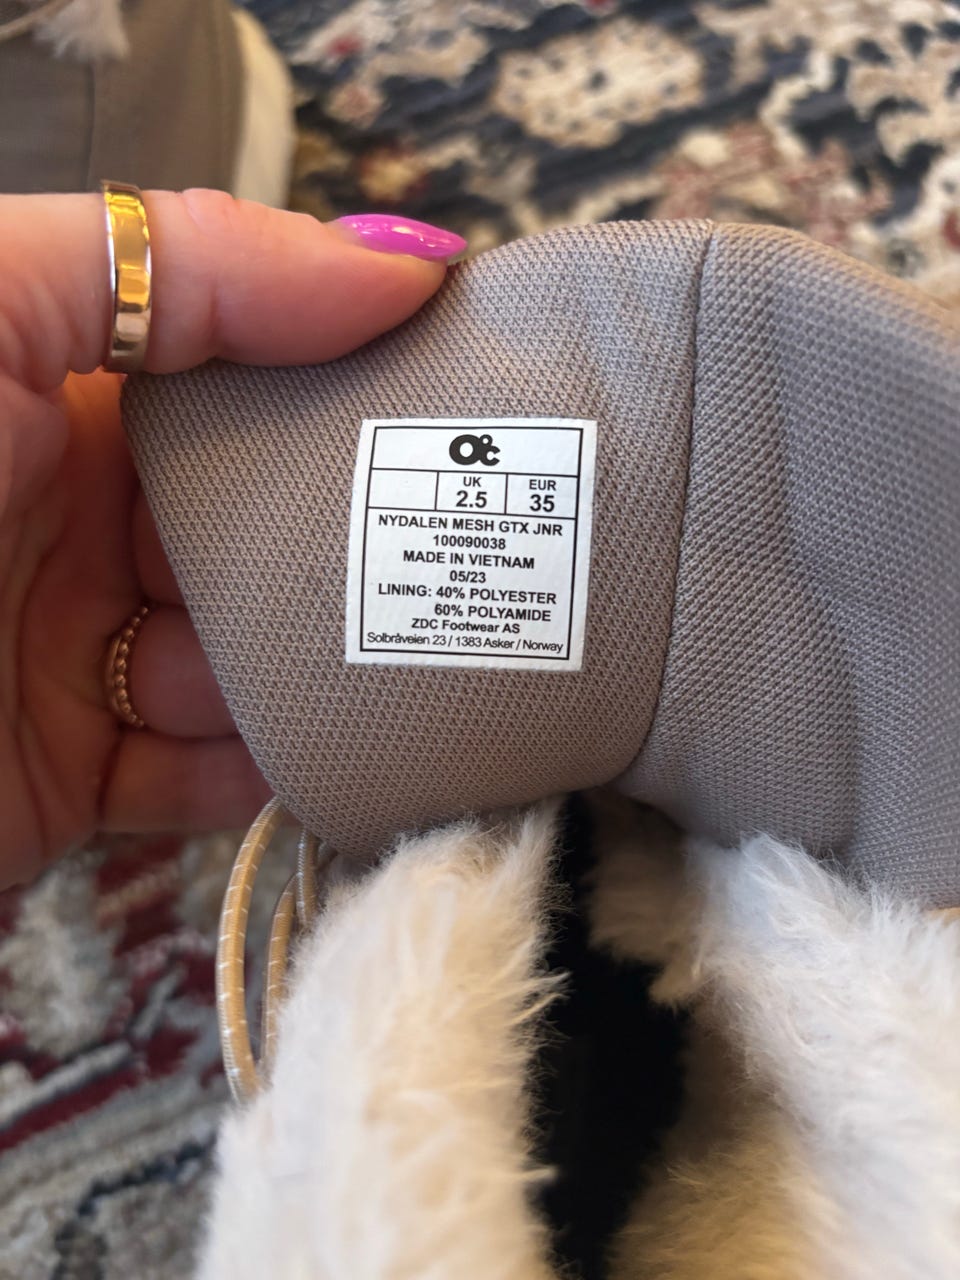 0°c
UK EUR
2.5 35
NYDALEN MESH GTX JNR
100090038
MADE IN VIETNAM
05/23
LINING: 40% POLYESTER
60% POLYAMIDE
ZDC Footwear AS
Solbråveien 23 / 1383 Asker / Norway